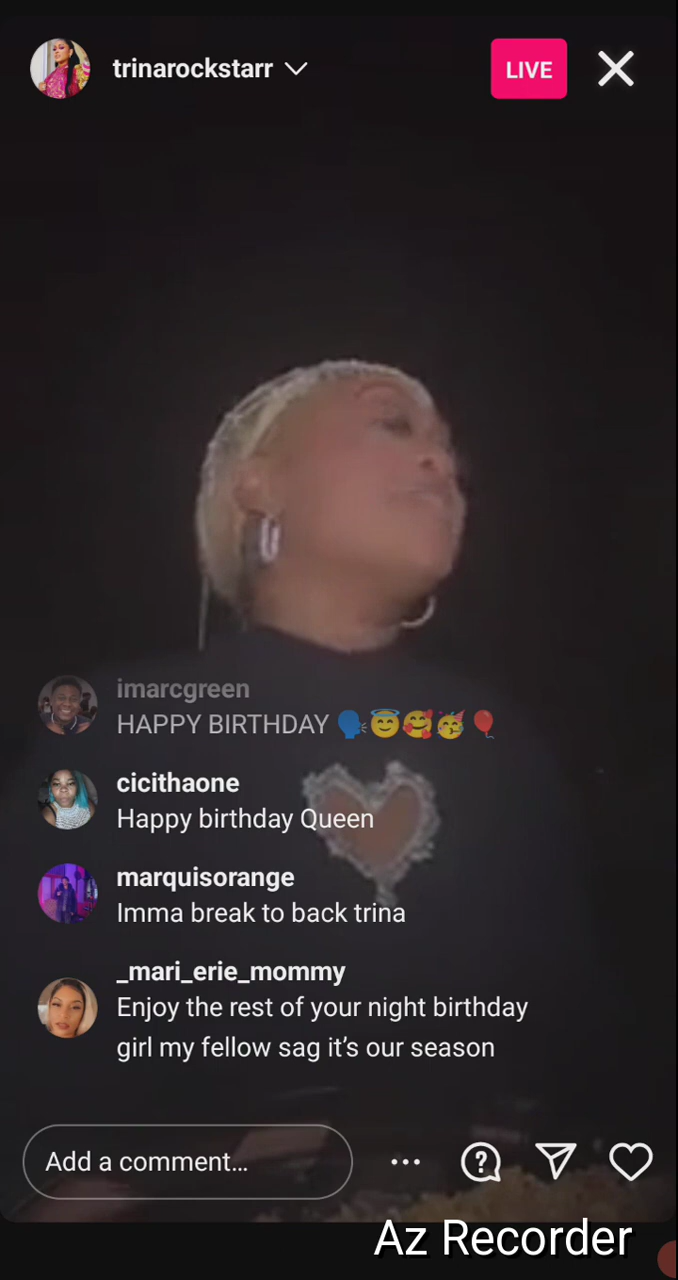 trinarockstarr
LIVE
imarcgreen
HAPPY BIRTHDAY 🗣️😇🥰🥳🎈
cicithaone
Happy birthday Queen
marquisorange
Imma break to back trina
_mari_erie_mommy
Enjoy the rest of your night birthday
girl my fellow sag it's our season
Add a comment...
Az Recorder